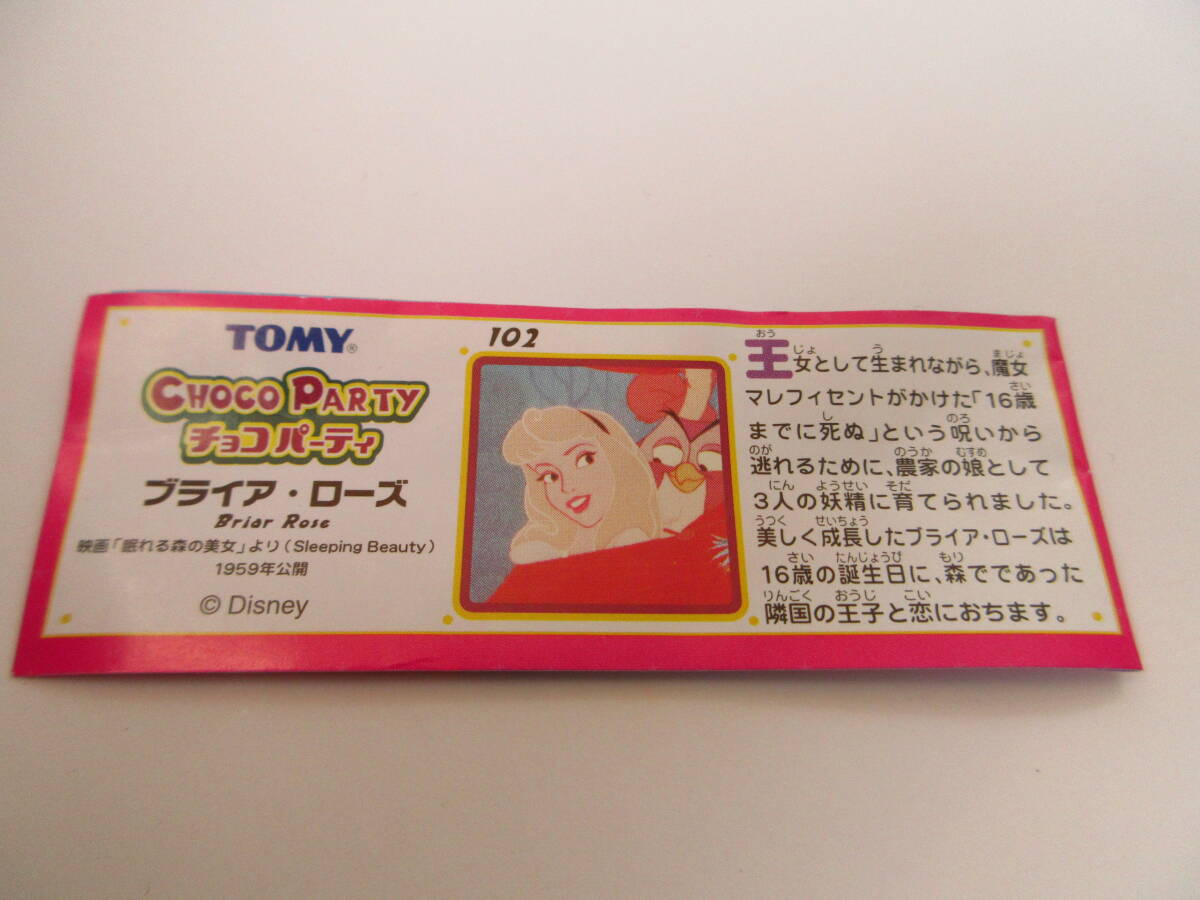 TOMY®
CHOCO PARTY
チョコパーティ
ブライア・ローズ
Briar Rose
映画「眠れる森の美女」より(Sleeping Beauty)
1959年公開
© Disney
102
王女として生まれながら、魔女
マレフィセントがかけた「16歳
までに死ぬ」という呪いから
逃れるために、農家の娘として
3人の妖精に育てられました。
美しく成長したブライア・ローズは
16歳の誕生日に、森でであった
隣国の王子と恋におちます。